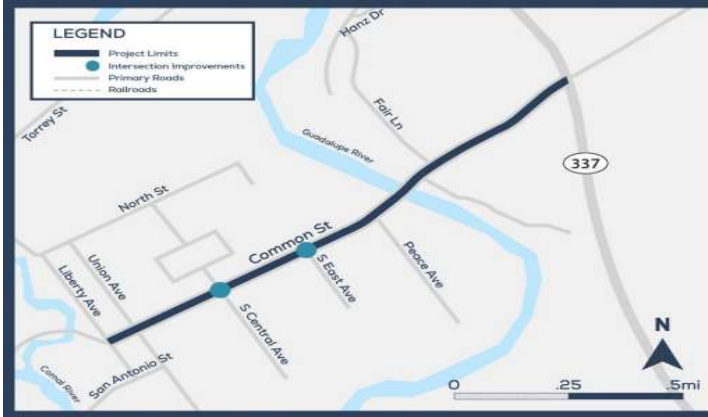 LEGEND
Project Limits
Intersection Improvements
Primary Roads
Railroads
Hanz Dr
Torrey St
Fair Ln
Guadalupe River
337
North St
Common St
Liberty Ave
Union Ave
S East Ave
Peace Ave
S Central Ave
San Antonio St
Comal River
N
0 .25 .5mi